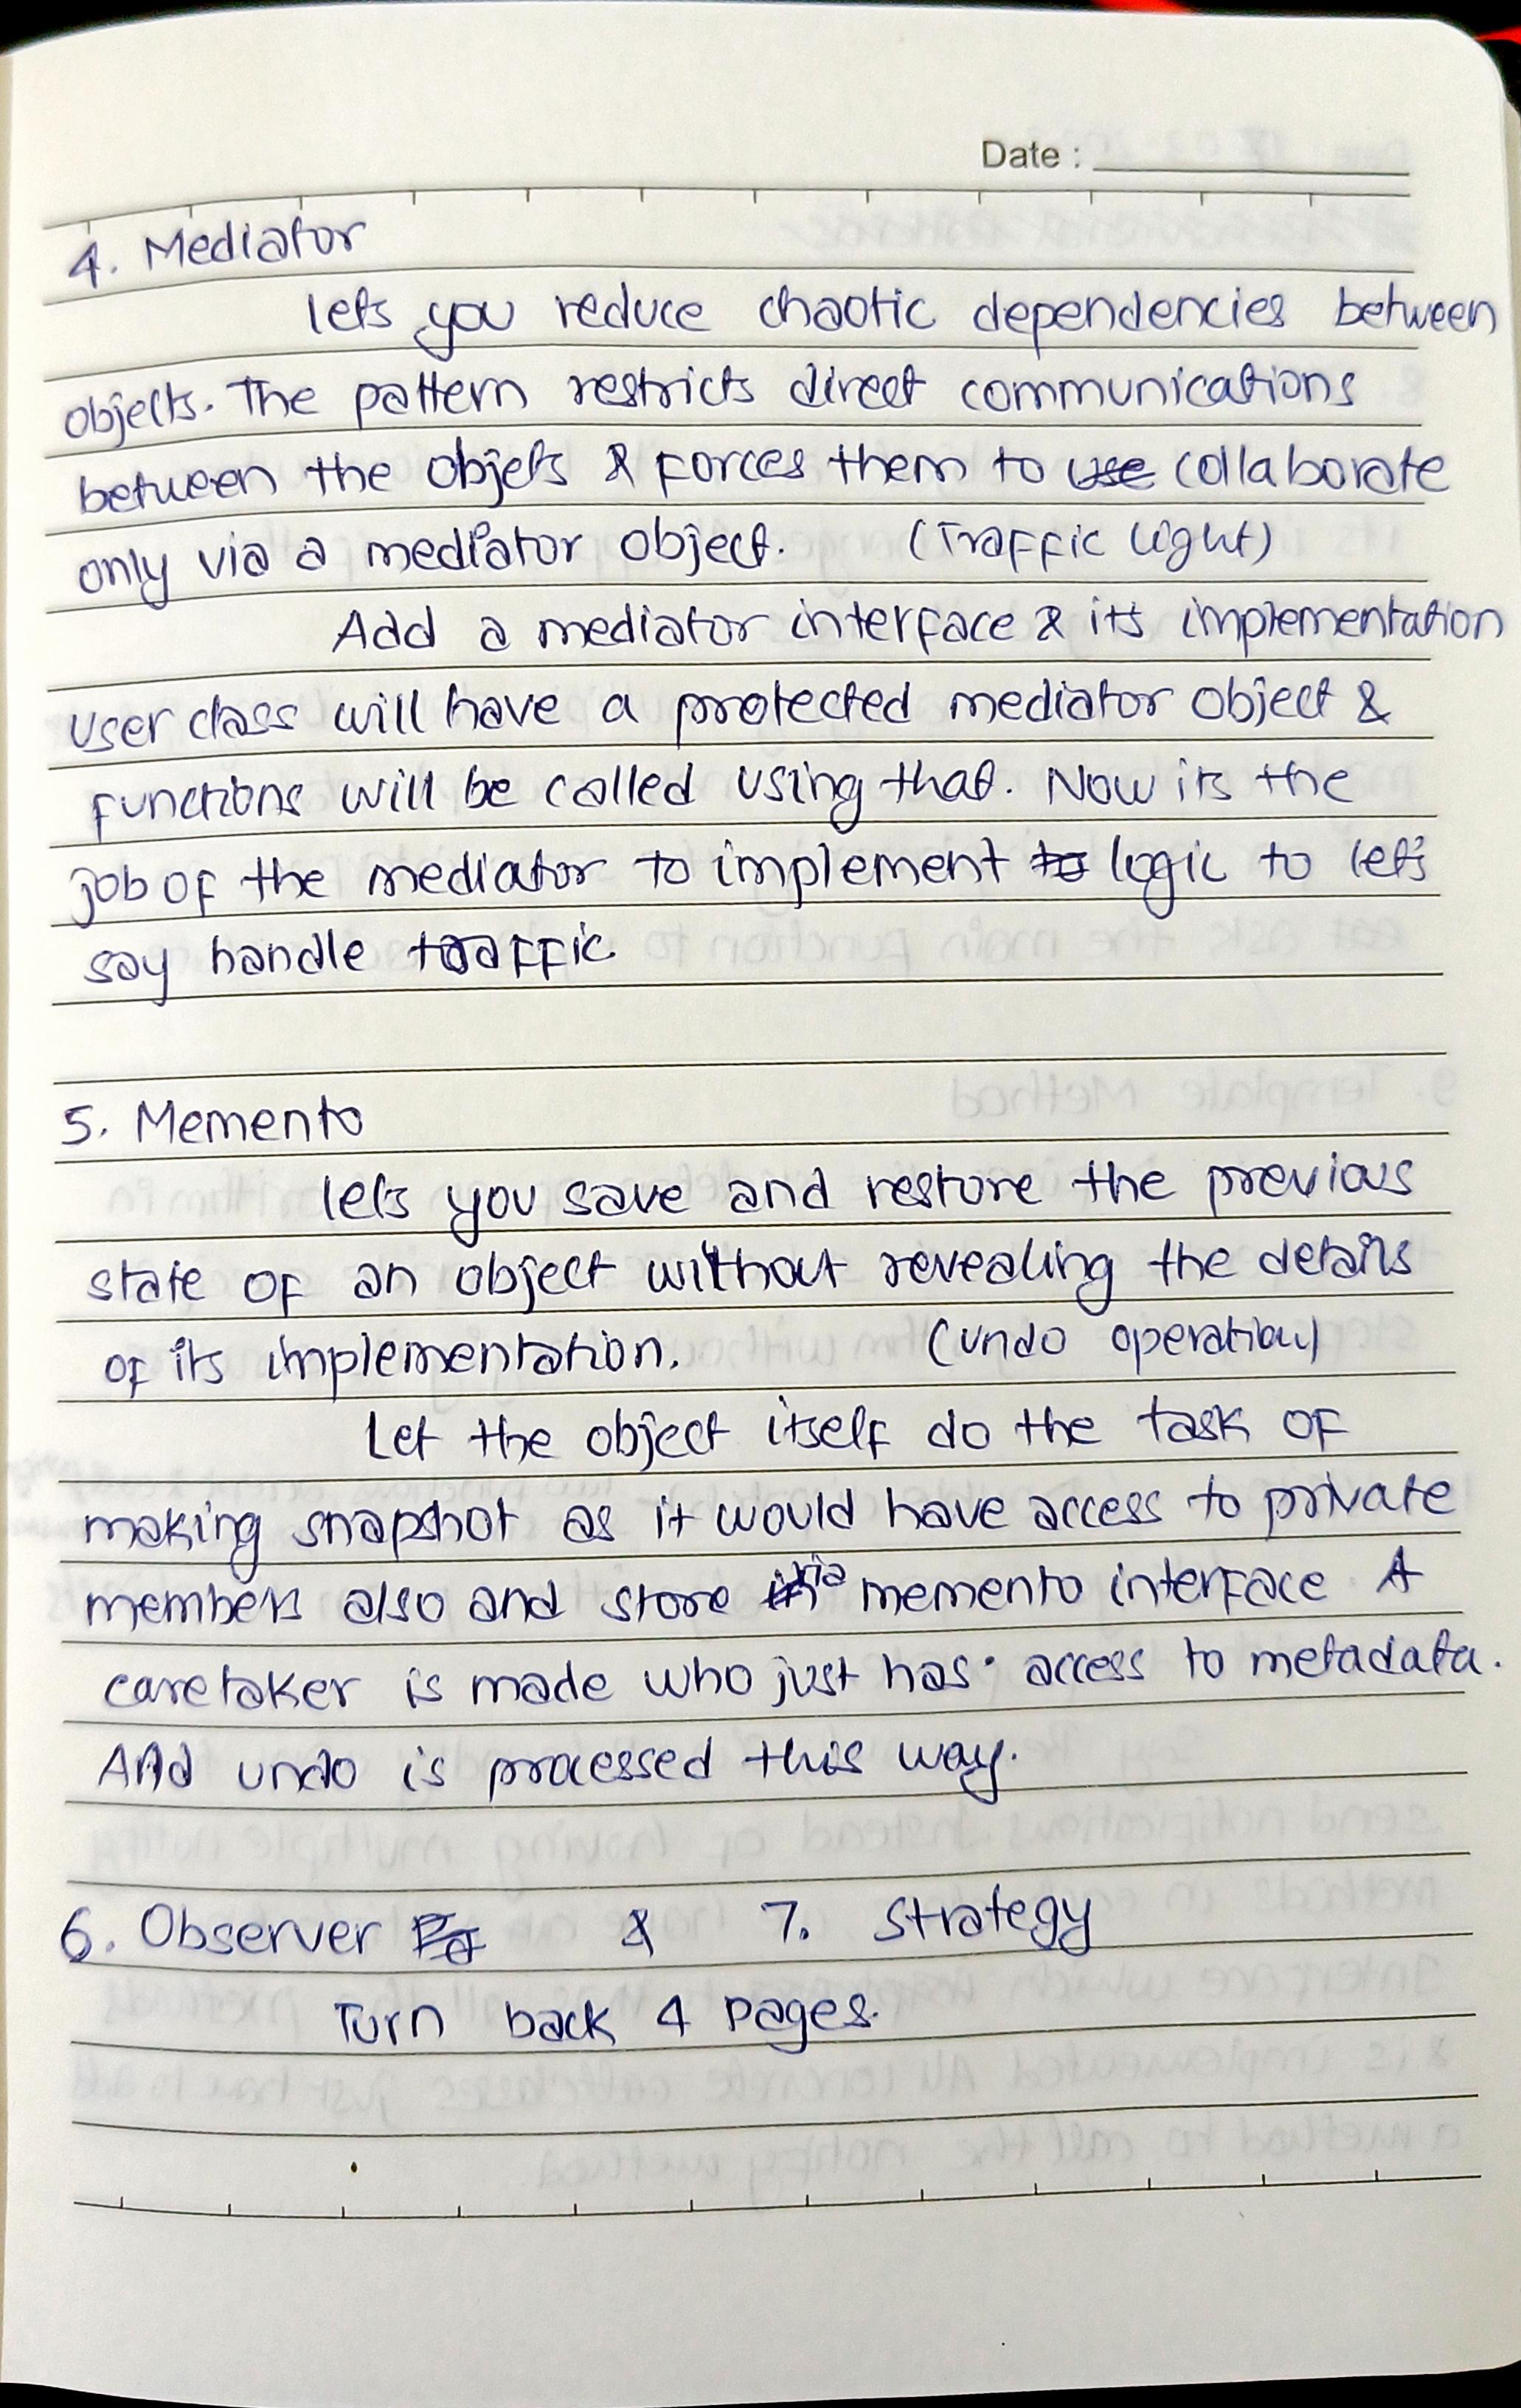 Date :
4. Mediator
lets you reduce chaotic dependencies between
objects. The pattern restricts direct communications
between the objets & forces them to use collaborate
only via a mediator object. (Traffic light)
Add a mediator interface & its implementation
user class will have a protected mediator object &
functions will be called using that. Now its the
job of the mediator to implement to logic to let's
say handle traffic
5. Memento
lets you save and restore the previous
state of an object without revealing the details
of its implementation. (undo operation)
Let the object itself do the task of
making snapshot as it would have access to private
members also and store via memento interface. A
caretaker is made who just has access to metadata.
And undo is processed this way.
6. Observer & 7. Strategy
Turn back 4 pages.